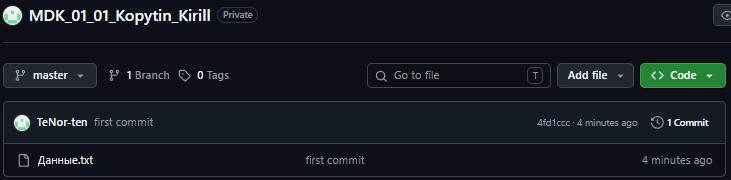 MDK_01_01_Kopytin_Kirill Private
master 1 Branch 0 Tags Go to file T Add file Code
TeNor-ten first commit 4fd1ccc · 4 minutes ago 1 Commit
Данные.txt first commit 4 minutes ago